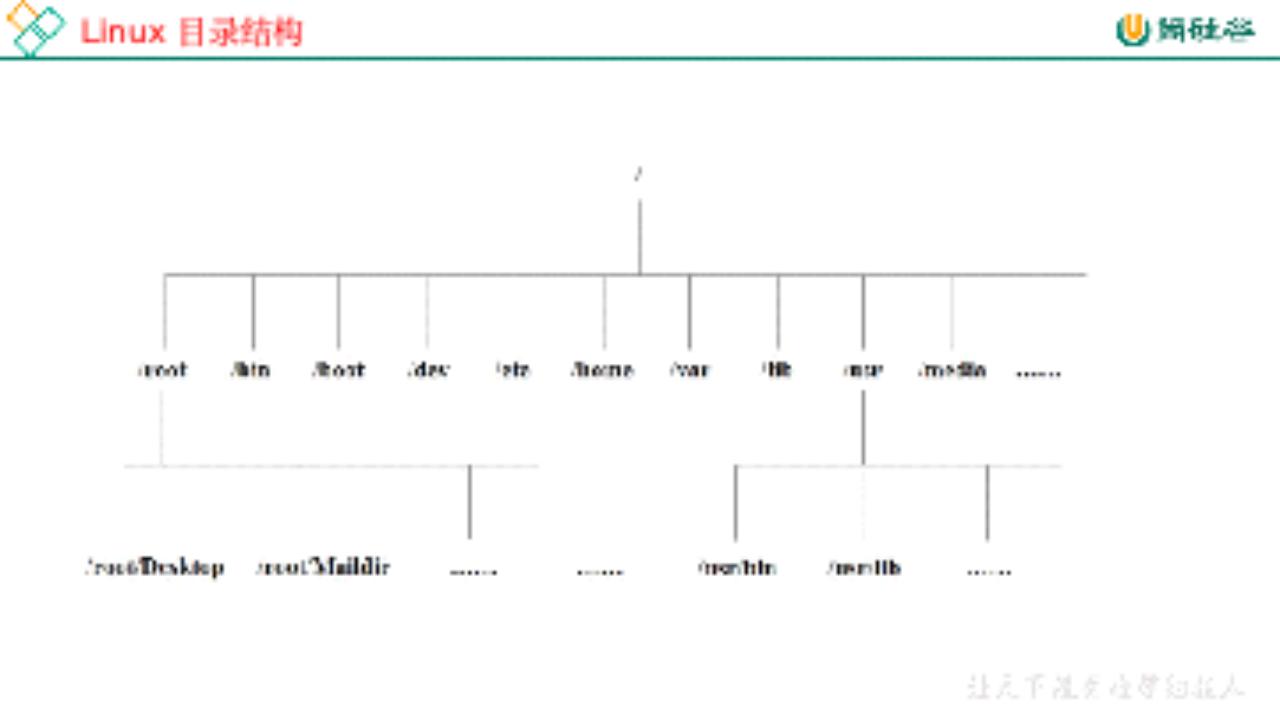 Linux 目录结构
尚硅谷
/
/root /bin /boot /dev /etc /home /var /lib /usr /media ......
/root/Desktop /root/Maildir ...... ...... /usr/bin /usr/lib ......
让天下没有难学的技术